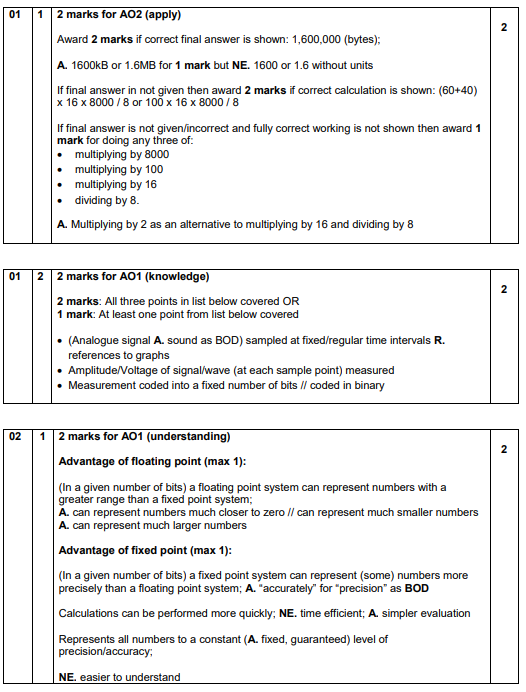 01 1 2 marks for AO2 (apply)
2
Award 2 marks if correct final answer is shown: 1,600,000 (bytes);
A. 1600kB or 1.6MB for 1 mark but NE. 1600 or 1.6 without units
If final answer in not given then award 2 marks if correct calculation is shown: (60+40)
x 16 x 8000 / 8 or 100 x 16 x 8000 / 8
If final answer is not given/incorrect and fully correct working is not shown then award 1
mark for doing any three of:
• multiplying by 8000
• multiplying by 100
• multiplying by 16
• dividing by 8.
A. Multiplying by 2 as an alternative to multiplying by 16 and dividing by 8
01 2 2 marks for AO1 (knowledge)
2
2 marks: All three points in list below covered OR
1 mark: At least one point from list below covered
• (Analogue signal A. sound as BOD) sampled at fixed/regular time intervals R.
references to graphs
• Amplitude/Voltage of signal/wave (at each sample point) measured
• Measurement coded into a fixed number of bits // coded in binary
02 1 2 marks for AO1 (understanding)
2
Advantage of floating point (max 1):
(In a given number of bits) a floating point system can represent numbers with a
greater range than a fixed point system;
A. can represent numbers much closer to zero // can represent much smaller numbers
A. can represent much larger numbers
Advantage of fixed point (max 1):
(In a given number of bits) a fixed point system can represent (some) numbers more
precisely than a floating point system; A. “accurately” for “precision” as BOD
Calculations can be performed more quickly; NE. time efficient; A. simpler evaluation
Represents all numbers to a constant (A. fixed, guaranteed) level of
precision/accuracy;
NE. easier to understand